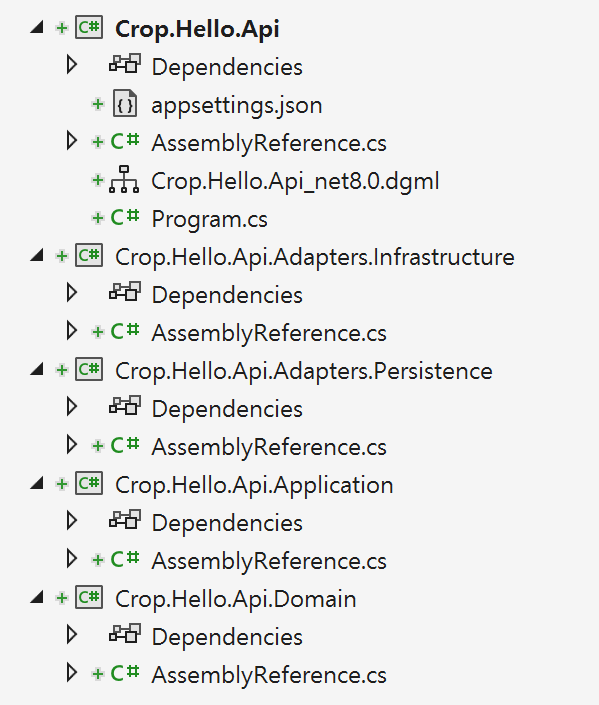 C# Crop.Hello.Api
Dependencies
{} appsettings.json
C# AssemblyReference.cs
Crop.Hello.Api_net8.0.dgml
C# Program.cs
C# Crop.Hello.Api.Adapters.Infrastructure
Dependencies
C# AssemblyReference.cs
C# Crop.Hello.Api.Adapters.Persistence
Dependencies
C# AssemblyReference.cs
C# Crop.Hello.Api.Application
Dependencies
C# AssemblyReference.cs
C# Crop.Hello.Api.Domain
Dependencies
C# AssemblyReference.cs